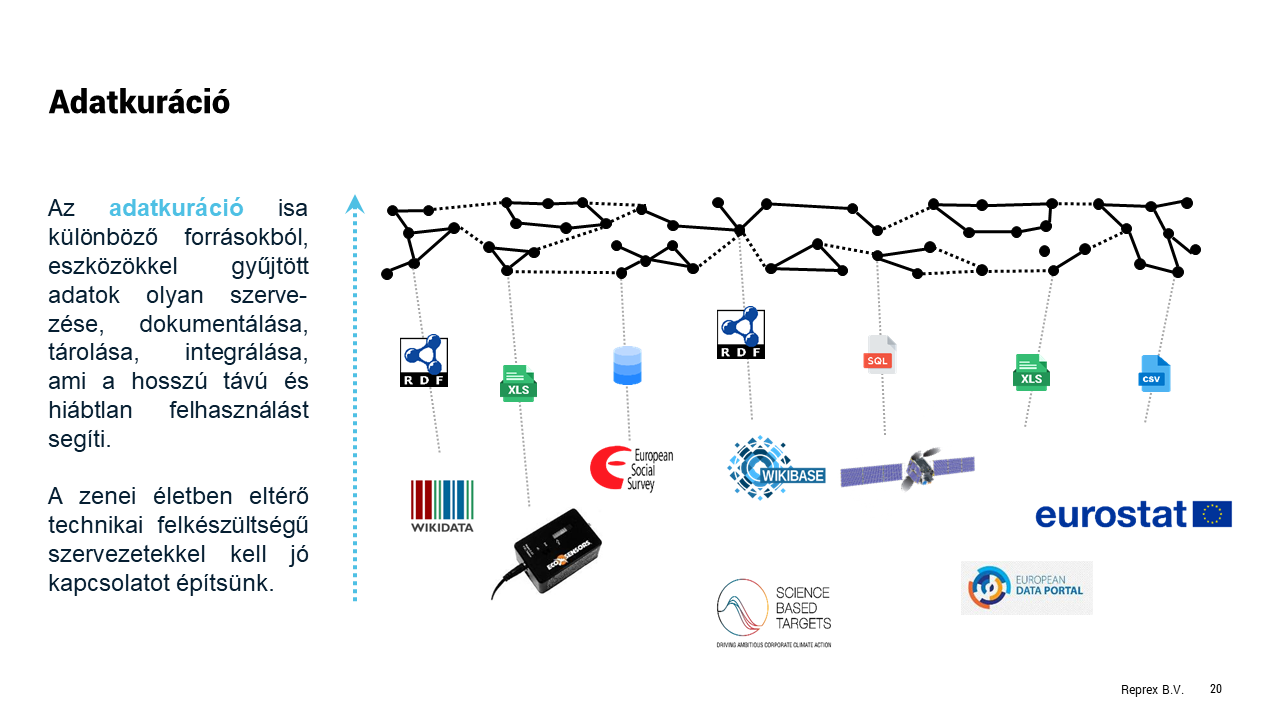 Adatkuráció
Az adatkuráció isa
különböző forrásokból,
eszközökkel gyűjtött
adatok olyan szerve-
zése, dokumentálása,
tárolása, integrálása,
ami a hosszú távú és
hiábtlan felhasználást
segíti.
A zenei életben eltérő
technikai felkészültségű
szervezetekkel kell jó
kapcsolatot építsünk.
RDF
XLS
RDF
SQL
XLS
CSV
WIKIDATA
ECOSENSORS
European
Social
Survey
WIKIBASE
eurostat
SCIENCE
BASED
TARGETS
DRIVING AMBITIOUS CORPORATE CLIMATE ACTION
EUROPEAN
DATA PORTAL
Reprex B.V.
20